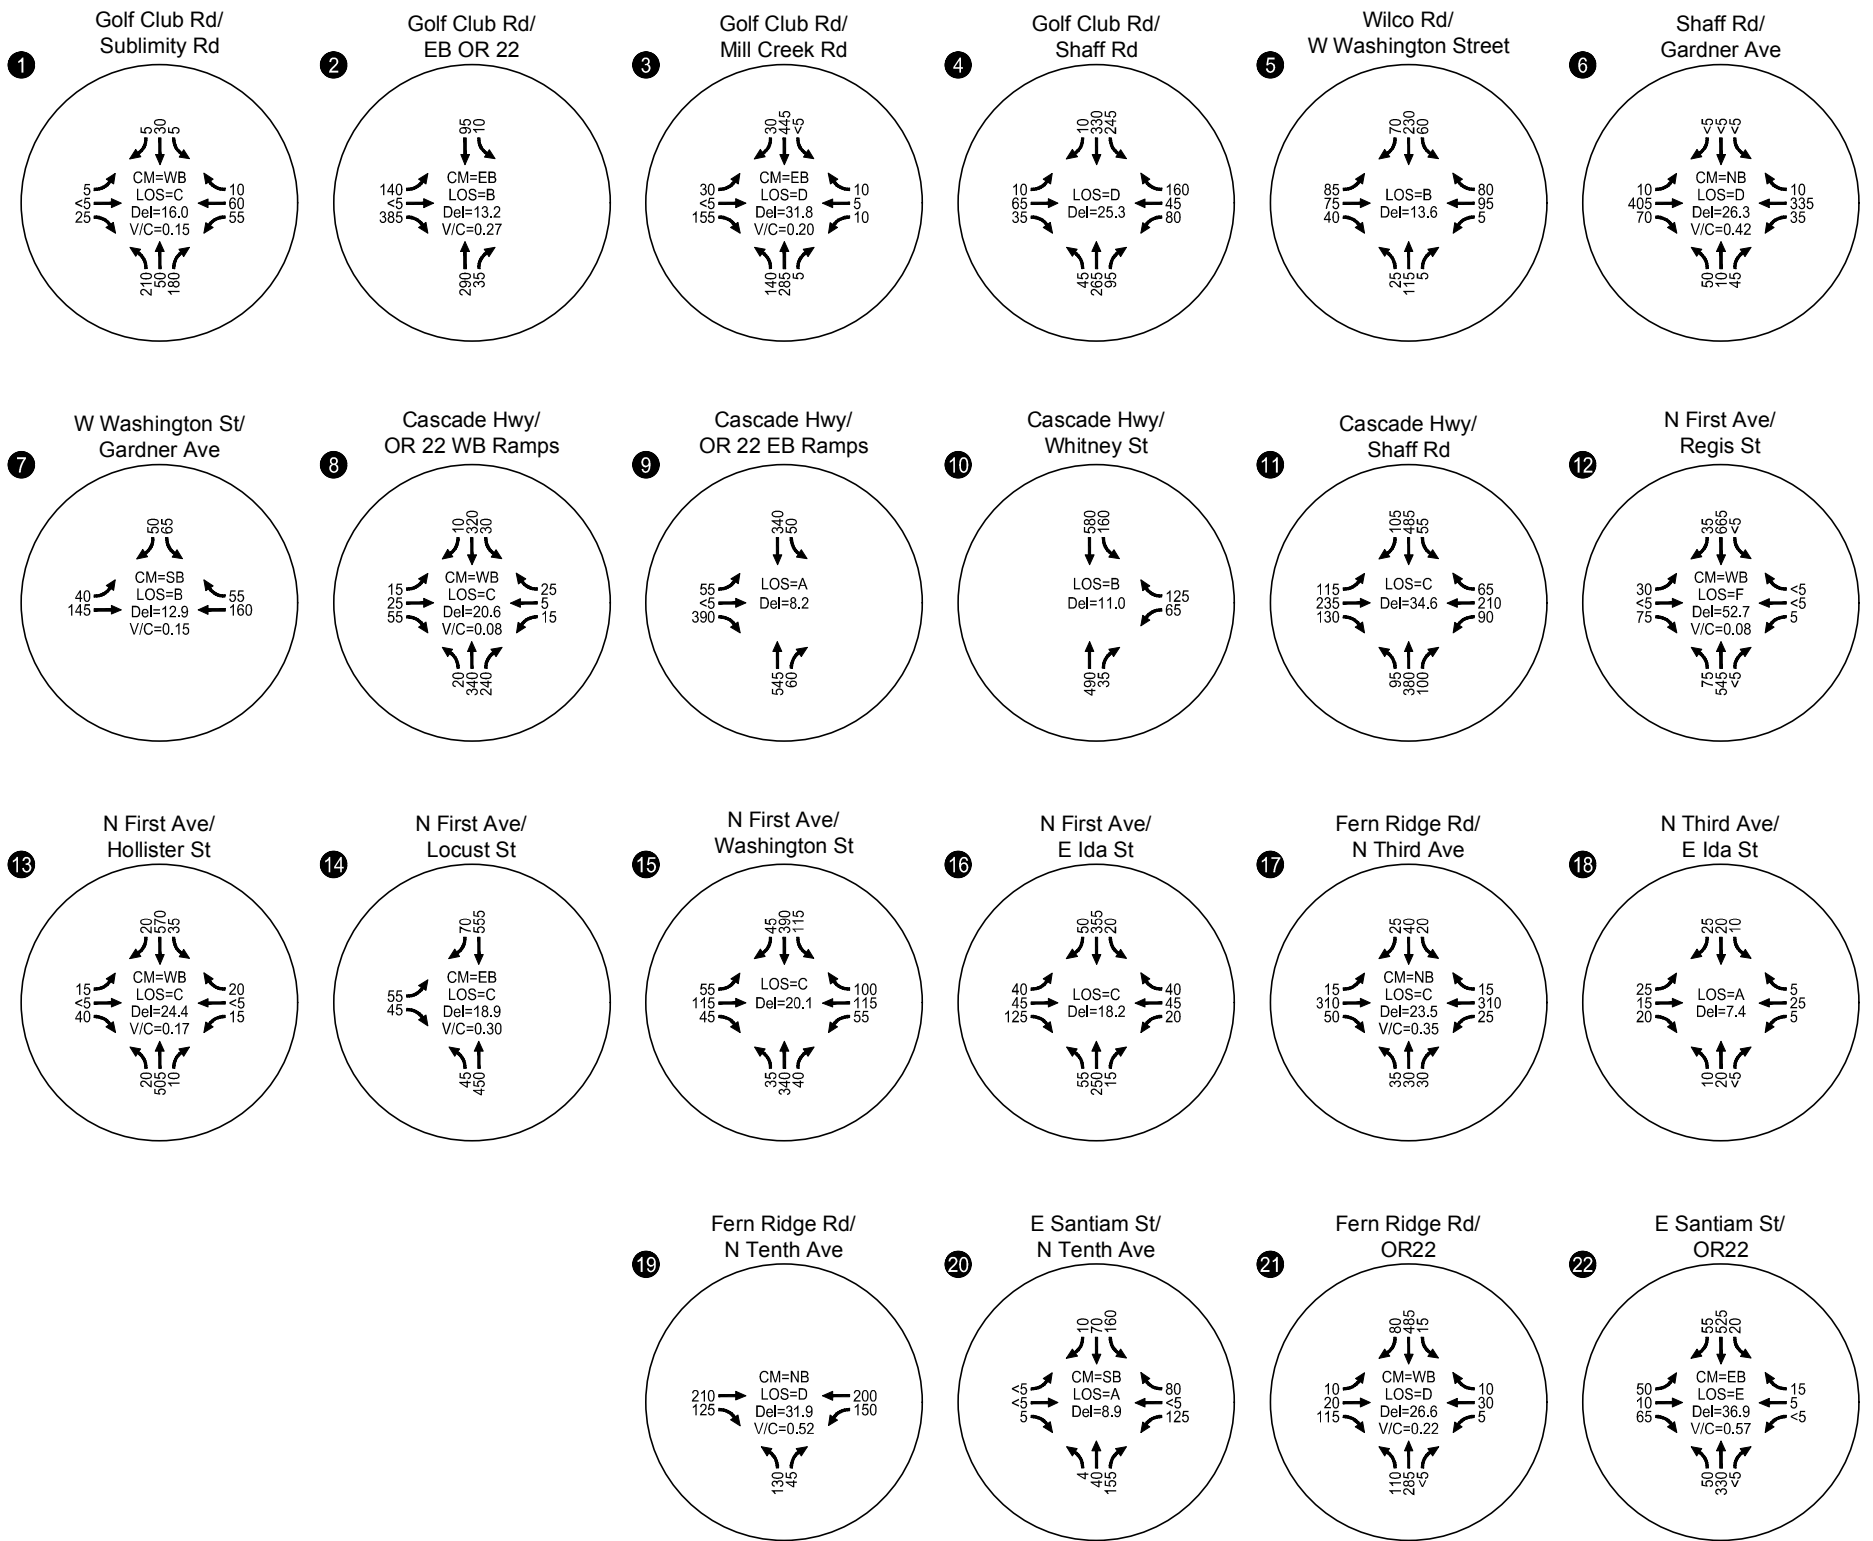 1
Golf Club Rd/
Sublimity Rd
5 30 5
5
<5
25
CM=WB
LOS=C
Del=16.0
V/C=0.15
10
60
55
210 50 180
2
Golf Club Rd/
EB OR 22
95 10
140
<5
385
CM=EB
LOS=B
Del=13.2
V/C=0.27
290 35
3
Golf Club Rd/
Mill Creek Rd
30 445 <5
30
<5
155
CM=EB
LOS=D
Del=31.8
V/C=0.20
10
5
10
140 285 5
4
Golf Club Rd/
Shaff Rd
10 330 245
10
65
35
LOS=D
Del=25.3
160
45
80
45 265 95
5
Wilco Rd/
W Washington Street
70 230 60
85
75
40
LOS=B
Del=13.6
80
95
5
25 115 5
6
Shaff Rd/
Gardner Ave
<5 <5 <5
10
405
70
CM=NB
LOS=D
Del=26.3
V/C=0.42
10
335
35
50 10 45
7
W Washington St/
Gardner Ave
50 65
40
145
CM=SB
LOS=B
Del=12.9
V/C=0.15
55
160
8
Cascade Hwy/
OR 22 WB Ramps
10 320 30
15
25
55
CM=WB
LOS=C
Del=20.6
V/C=0.08
25
5
15
20 340 240
9
Cascade Hwy/
OR 22 EB Ramps
340 50
55
<5
390
LOS=A
Del=8.2
545 60
10
Cascade Hwy/
Whitney St
580 160
LOS=B
Del=11.0
125
65
490 35
11
Cascade Hwy/
Shaff Rd
105 485 55
115
235
130
LOS=C
Del=34.6
65
210
90
95 380 100
12
N First Ave/
Regis St
35 665 <5
30
<5
75
CM=WB
LOS=F
Del=52.7
V/C=0.08
<5
<5
5
75 545 <5
13
N First Ave/
Hollister St
20 570 35
15
<5
40
CM=WB
LOS=C
Del=24.4
V/C=0.17
20
<5
15
20 505 10
14
N First Ave/
Locust St
70 555
55
45
CM=EB
LOS=C
Del=18.9
V/C=0.30
45 450
15
N First Ave/
Washington St
45 390 115
55
115
45
LOS=C
Del=20.1
100
115
55
35 340 40
16
N First Ave/
E Ida St
50 355 20
40
45
125
LOS=C
Del=18.2
40
45
20
55 250 15
17
Fern Ridge Rd/
N Third Ave
25 40 20
15
310
50
CM=NB
LOS=C
Del=23.5
V/C=0.35
15
310
25
35 30 30
18
N Third Ave/
E Ida St
25 20 10
25
15
20
LOS=A
Del=7.4
5
25
5
10 20 <5
19
Fern Ridge Rd/
N Tenth Ave
210
125
CM=NB
LOS=D
Del=31.9
V/C=0.52
200
150
130 45
20
E Santiam St/
N Tenth Ave
10 70 160
<5
<5
5
CM=SB
LOS=A
Del=8.9
80
<5
125
4 40 155
21
Fern Ridge Rd/
OR22
80 485 15
10
20
115
CM=WB
LOS=D
Del=26.6
V/C=0.22
10
30
5
110 285 <5
22
E Santiam St/
OR22
55 525 20
50
10
65
CM=EB
LOS=E
Del=36.9
V/C=0.57
15
5
<5
50 330 <5